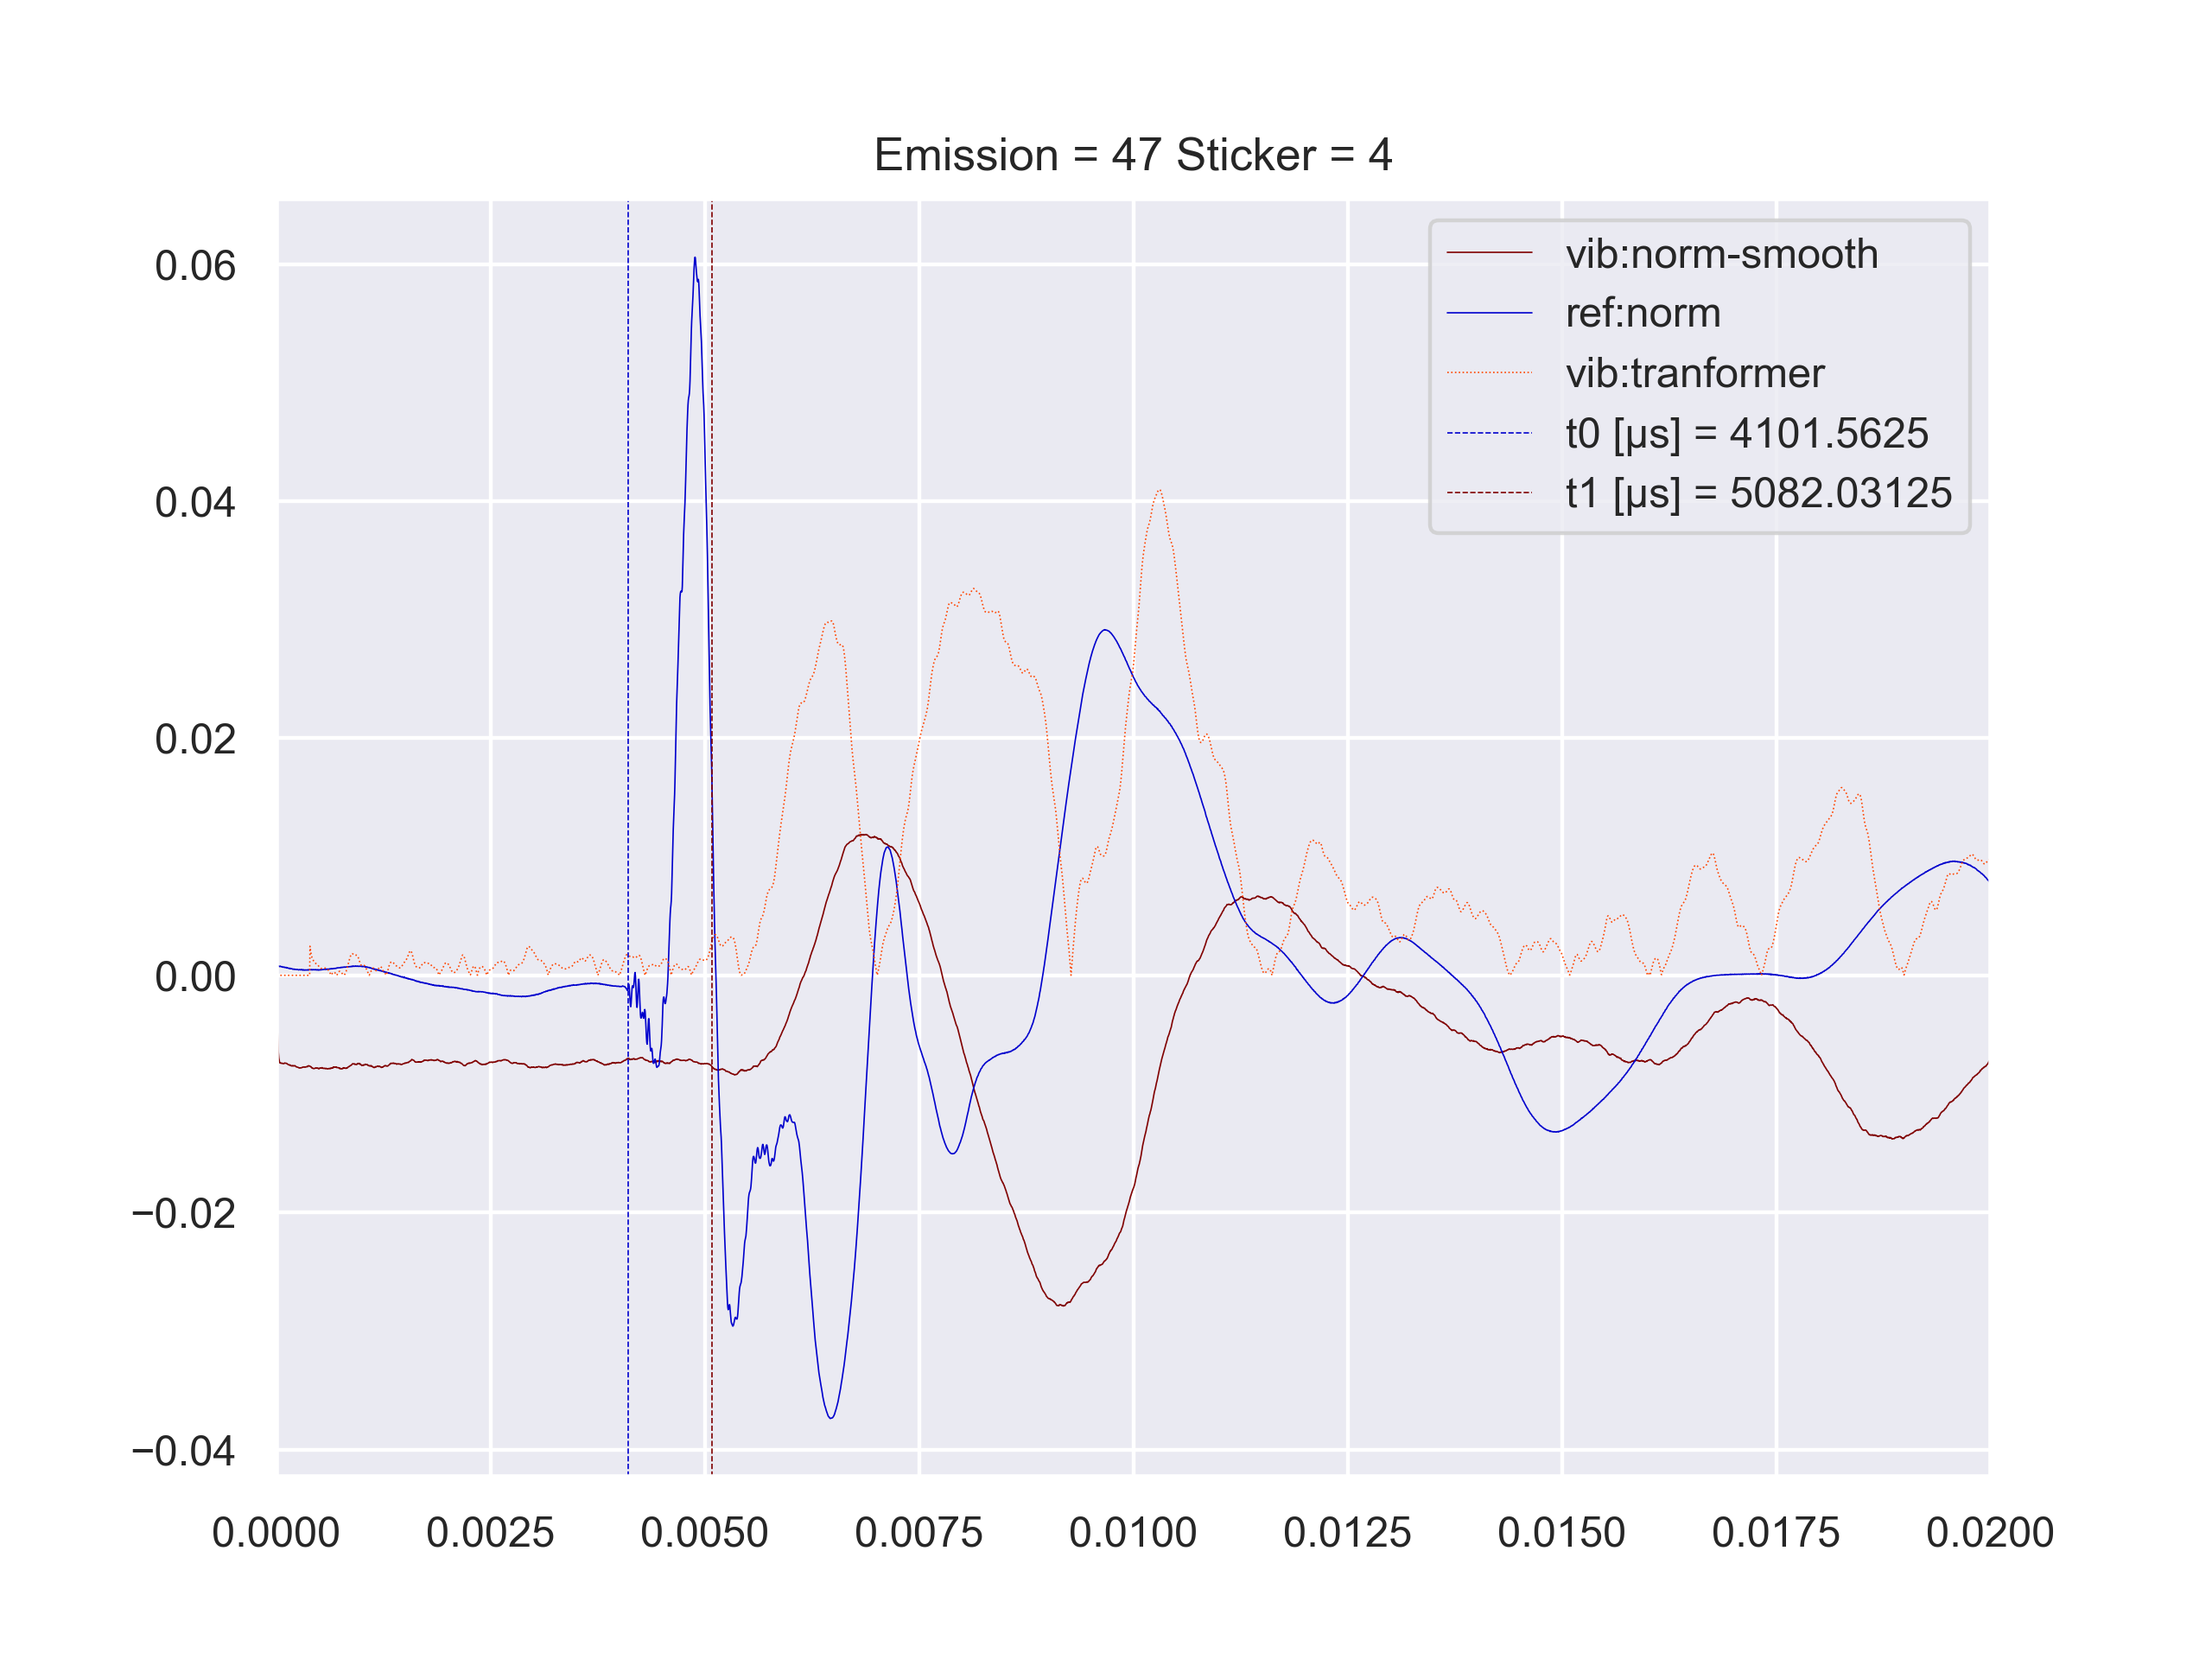 Emission = 47 Sticker = 4
vib:norm-smooth
ref:norm
vib:tranformer
t0 [µs] = 4101.5625
t1 [µs] = 5082.03125
0.06
0.04
0.02
0.00
−0.02
−0.04
0.0000 0.0025 0.0050 0.0075 0.0100 0.0125 0.0150 0.0175 0.0200